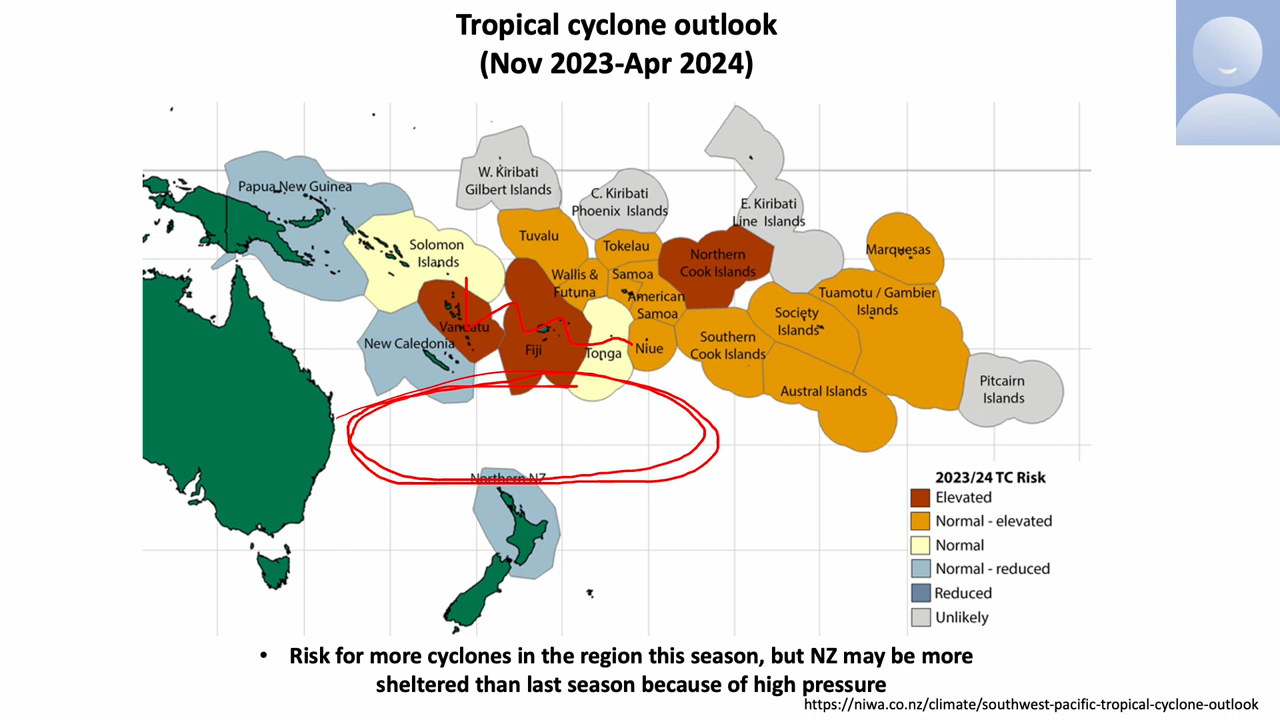 Tropical cyclone outlook
(Nov 2023-Apr 2024)
Papua New Guinea
W. Kiribati
Gilbert Islands
C. Kiribati
Phoenix Islands
E. Kiribati
Line Islands
Solomon
Islands
Tuvalu
Tokelau
Northern
Cook Islands
Marquesas
Wallis &
Futuna
Samoa
American
Samoa
Tuamotu / Gambier
Islands
Society
Islands
Vanuatu
New Caledonia
Fiji
Tonga
Niue
Southern
Cook Islands
Austral Islands
Pitcairn
Islands
Northern NZ
2023/24 TC Risk
Elevated
Normal - elevated
Normal
Normal - reduced
Reduced
Unlikely
• Risk for more cyclones in the region this season, but NZ may be more
sheltered than last season because of high pressure
https://niwa.co.nz/climate/southwest-pacific-tropical-cyclone-outlook